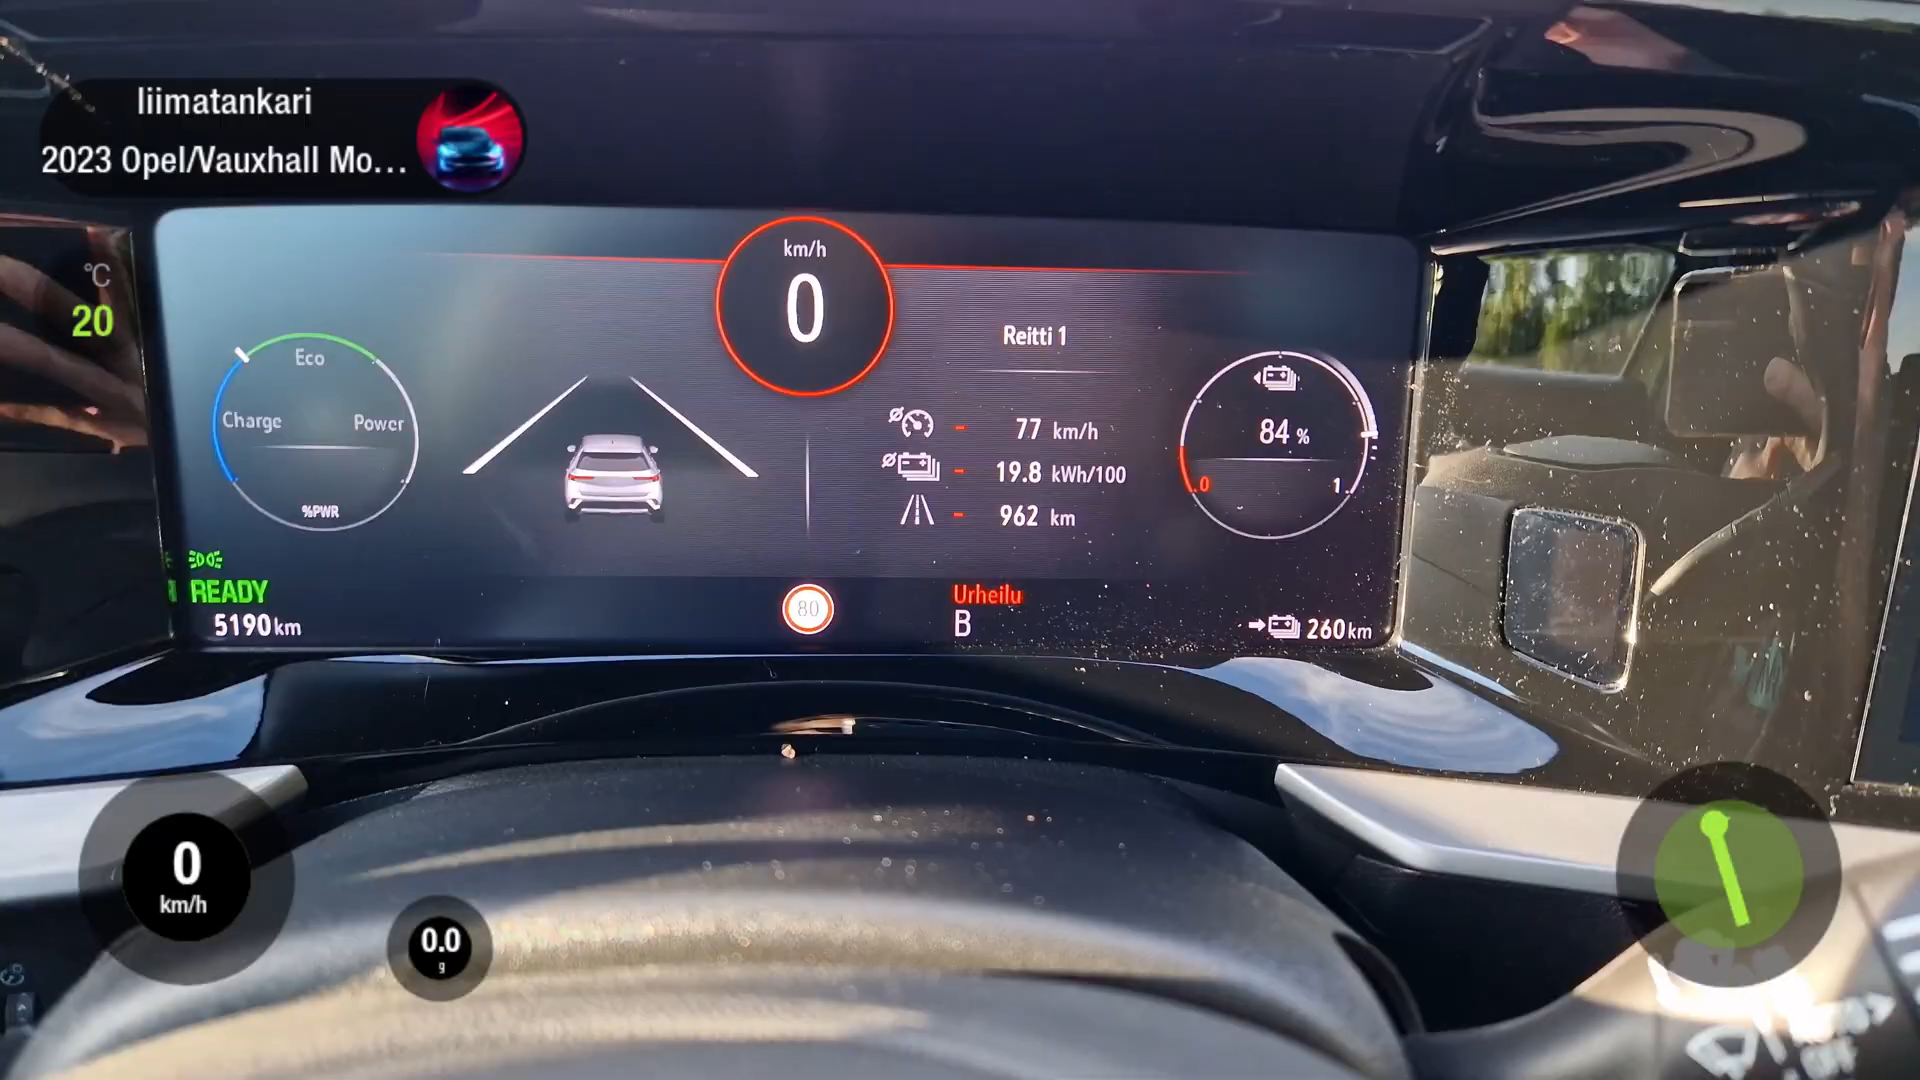 liimatankari
2023 Opel/Vauxhall Mo...
°C
20
km/h
0
Eco
Charge
Power
%PWR
Reitti 1
77 km/h
19.8 kWh/100
962 km
84 %
0
1
READY
5190 km
80
Urheilu
B
260 km
0
km/h
0.0
g
OFF